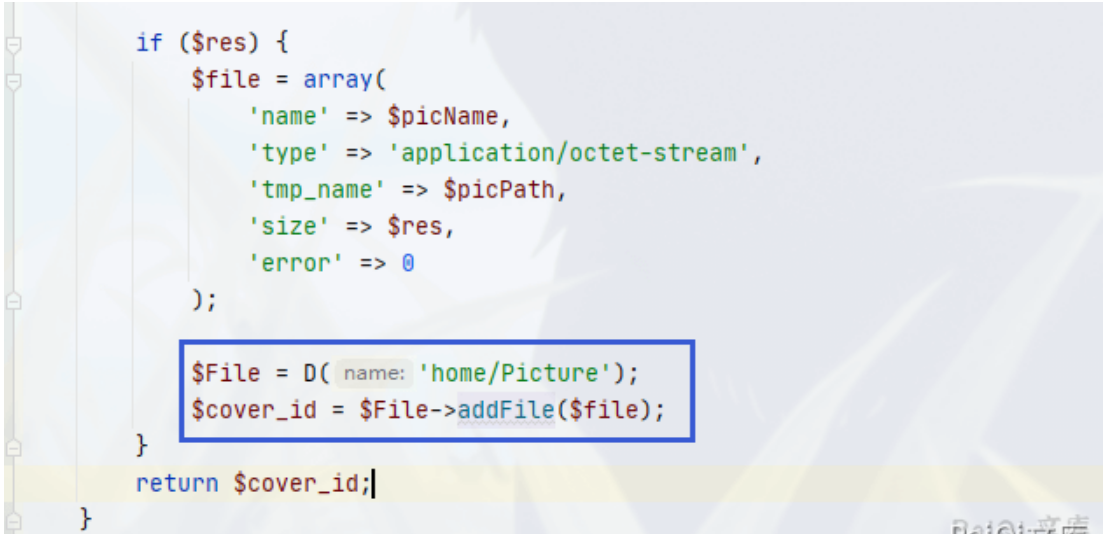 if ($res) {
$file = array(
'name' => $picName,
'type' => 'application/octet-stream',
'tmp_name' => $picPath,
'size' => $res,
'error' => 0
);
$File = D( name: 'home/Picture');
$cover_id = $File->addFile($file);
}
return $cover_id;
}